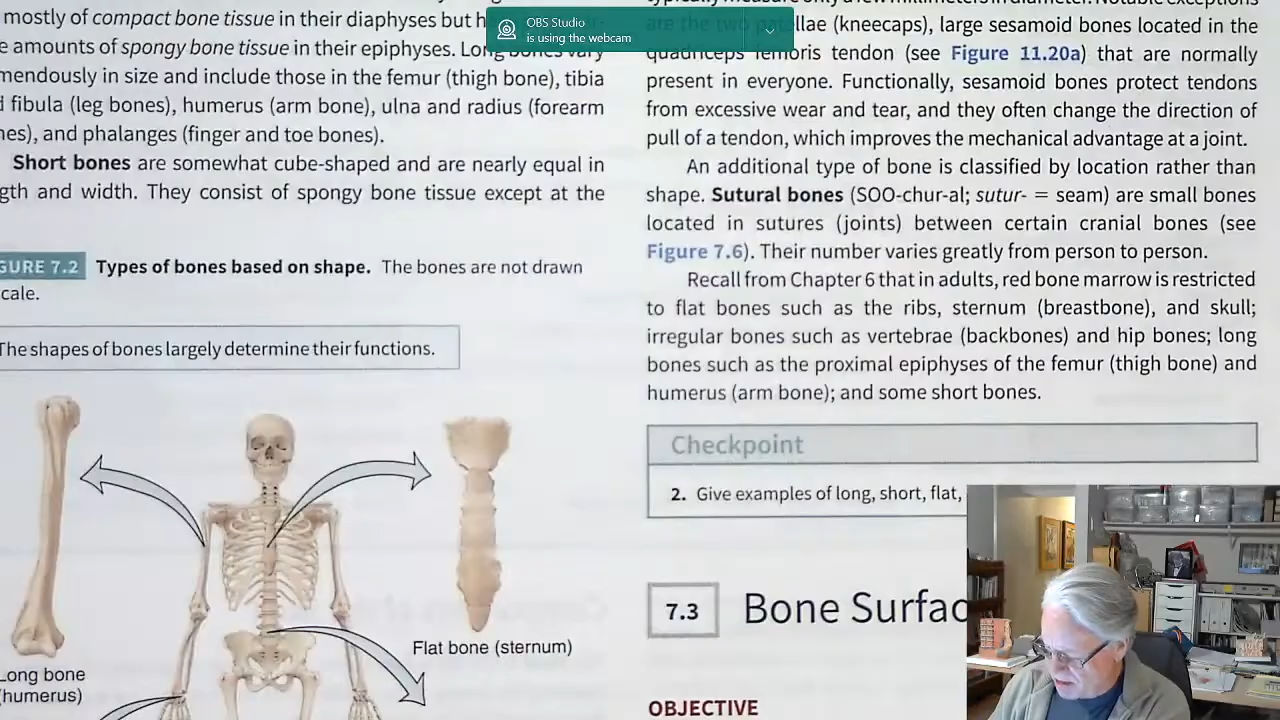 mostly of compact bone tissue in their diaphyses but h
e amounts of spongy bone tissue in their epiphyses. Long bones vary
mendously in size and include those in the femur (thigh bone), tibia
d fibula (leg bones), humerus (arm bone), ulna and radius (forearm
nes), and phalanges (finger and toe bones).
Short bones are somewhat cube-shaped and are nearly equal in
gth and width. They consist of spongy bone tissue except at the
GURE 7.2 Types of bones based on shape. The bones are not drawn
cale.
The shapes of bones largely determine their functions.
Long bone
(humerus)
Flat bone (sternum)
OBS Studio
is using the webcam
are the two patellae (kneecaps), large sesamoid bones located in the
quadriceps femoris tendon (see Figure 11.20a) that are normally
present in everyone. Functionally, sesamoid bones protect tendons
from excessive wear and tear, and they often change the direction of
pull of a tendon, which improves the mechanical advantage at a joint.
An additional type of bone is classified by location rather than
shape. Sutural bones (SOO-chur-al; sutur- = seam) are small bones
located in sutures (joints) between certain cranial bones (see
Figure 7.6). Their number varies greatly from person to person.
Recall from Chapter 6 that in adults, red bone marrow is restricted
to flat bones such as the ribs, sternum (breastbone), and skull;
irregular bones such as vertebrae (backbones) and hip bones; long
bones such as the proximal epiphyses of the femur (thigh bone) and
humerus (arm bone); and some short bones.
Checkpoint
2. Give examples of long, short, flat,
7.3 Bone Surfac
OBJECTIVE